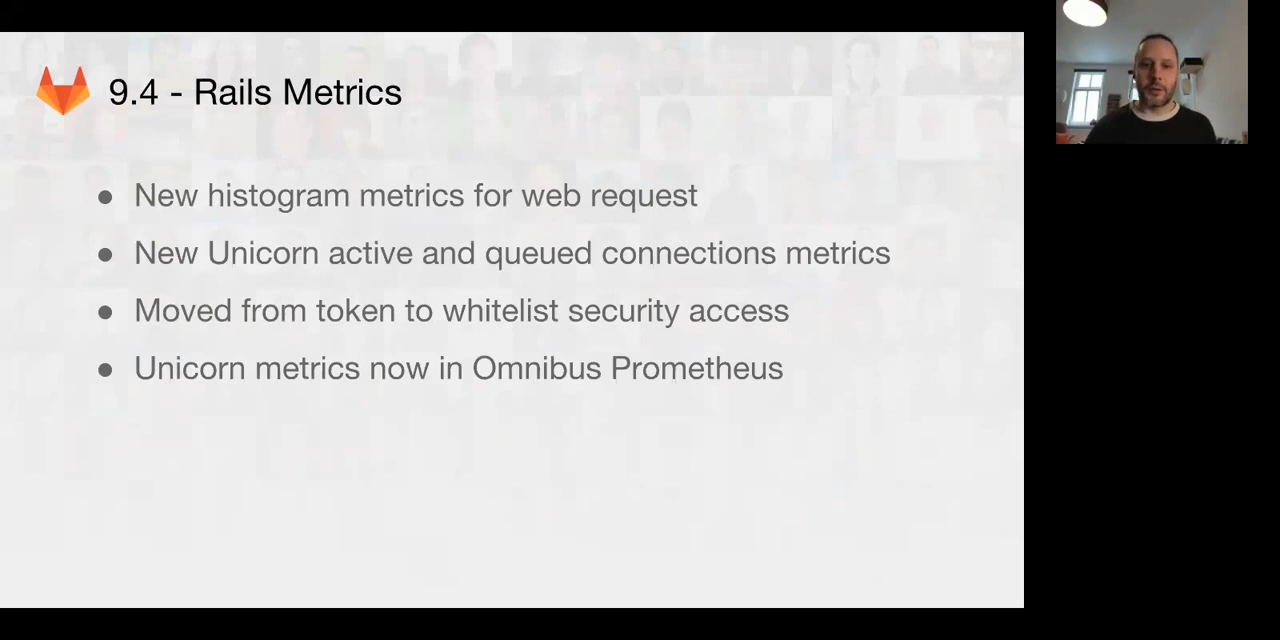 9.4 - Rails Metrics
● New histogram metrics for web request
● New Unicorn active and queued connections metrics
● Moved from token to whitelist security access
● Unicorn metrics now in Omnibus Prometheus